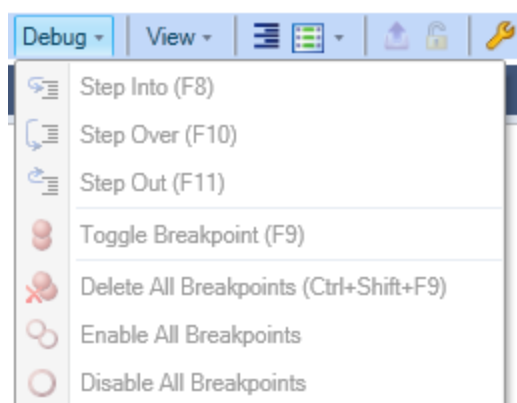 Debug View
Step Into (F8)
Step Over (F10)
Step Out (F11)
Toggle Breakpoint (F9)
Delete All Breakpoints (Ctrl+Shift+F9)
Enable All Breakpoints
Disable All Breakpoints